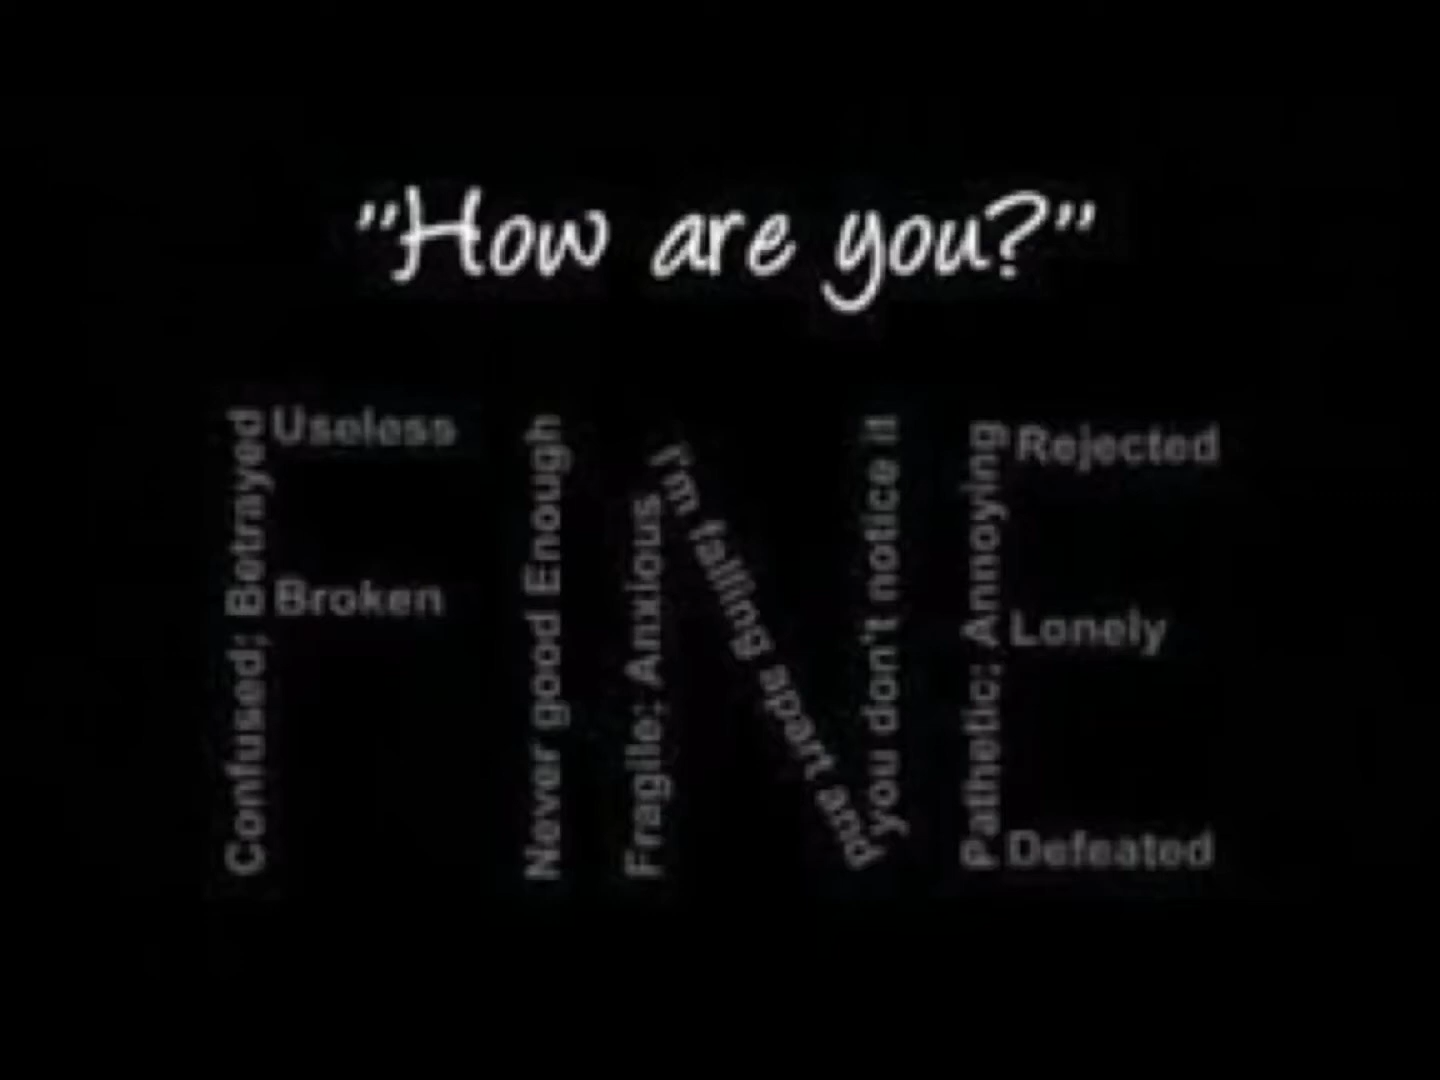 "How are you?"
Confused; Betrayed
Useless
Broken
Never good Enough
Fragile; Anxious
I'm falling apart and
you don't notice it
Pathetic; Annoying
Rejected
Lonely
Defeated